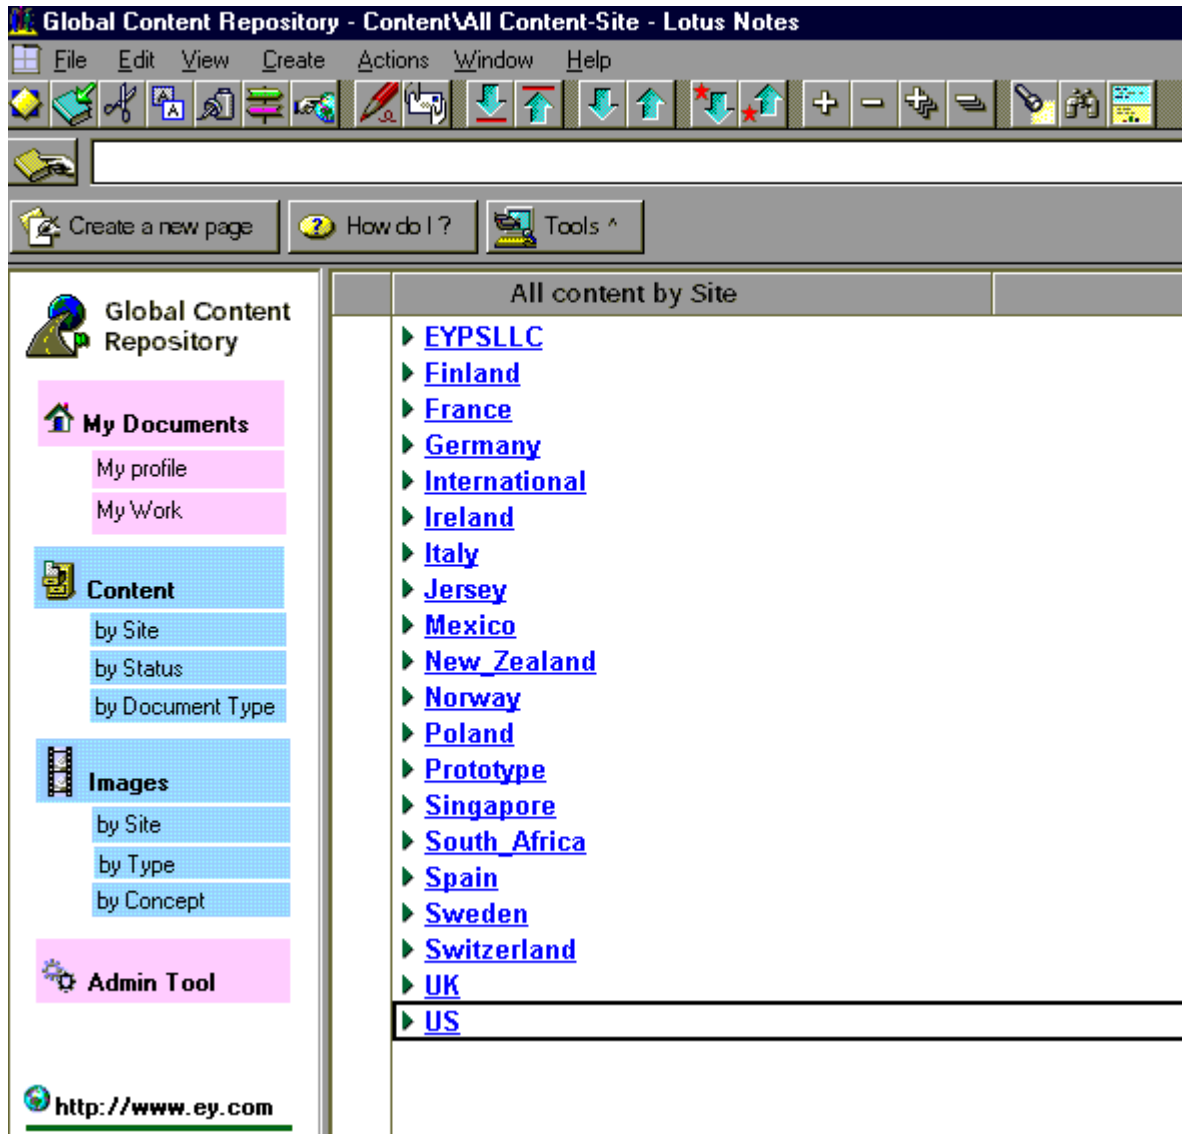 Global Content Repository - Content\All Content-Site - Lotus Notes
File Edit View Create Actions Window Help
Create a new page How do I ? Tools ^
Global Content
Repository
My Documents
My profile
My Work
Content
by Site
by Status
by Document Type
Images
by Site
by Type
by Concept
Admin Tool
http://www.ey.com
All content by Site
EYPSLLC
Finland
France
Germany
International
Ireland
Italy
Jersey
Mexico
New_Zealand
Norway
Poland
Prototype
Singapore
South_Africa
Spain
Sweden
Switzerland
UK
US